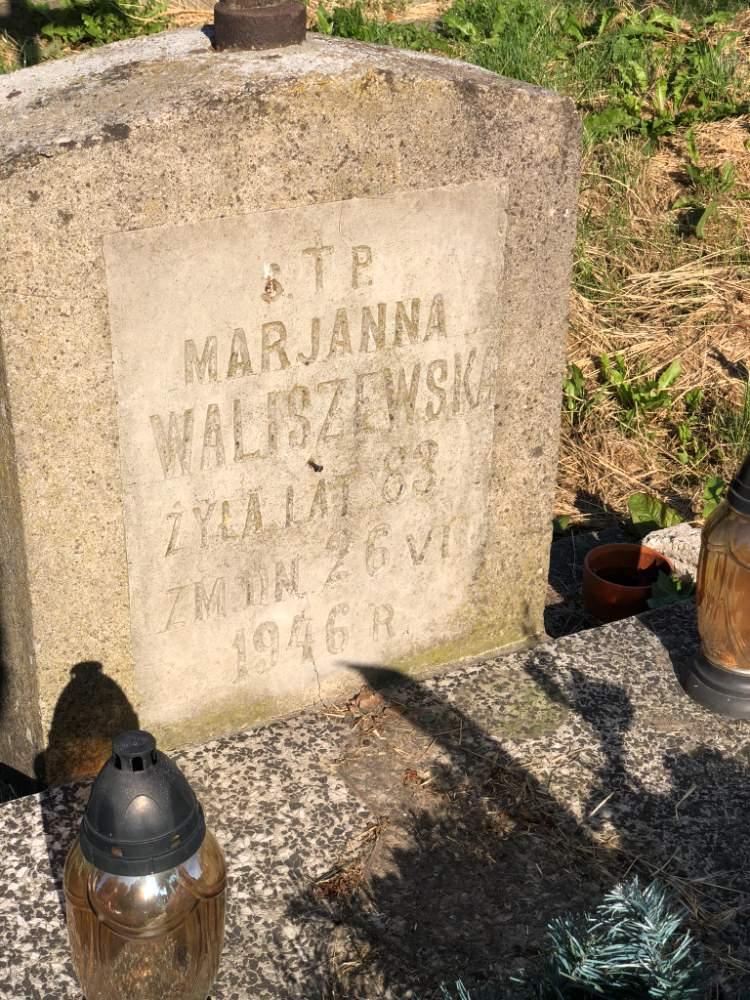 Ś.T P.
MARJANNA
WALISZEWSKA
ŻYŁA LAT 83
ZM. DN. 26 VII
1946 R.